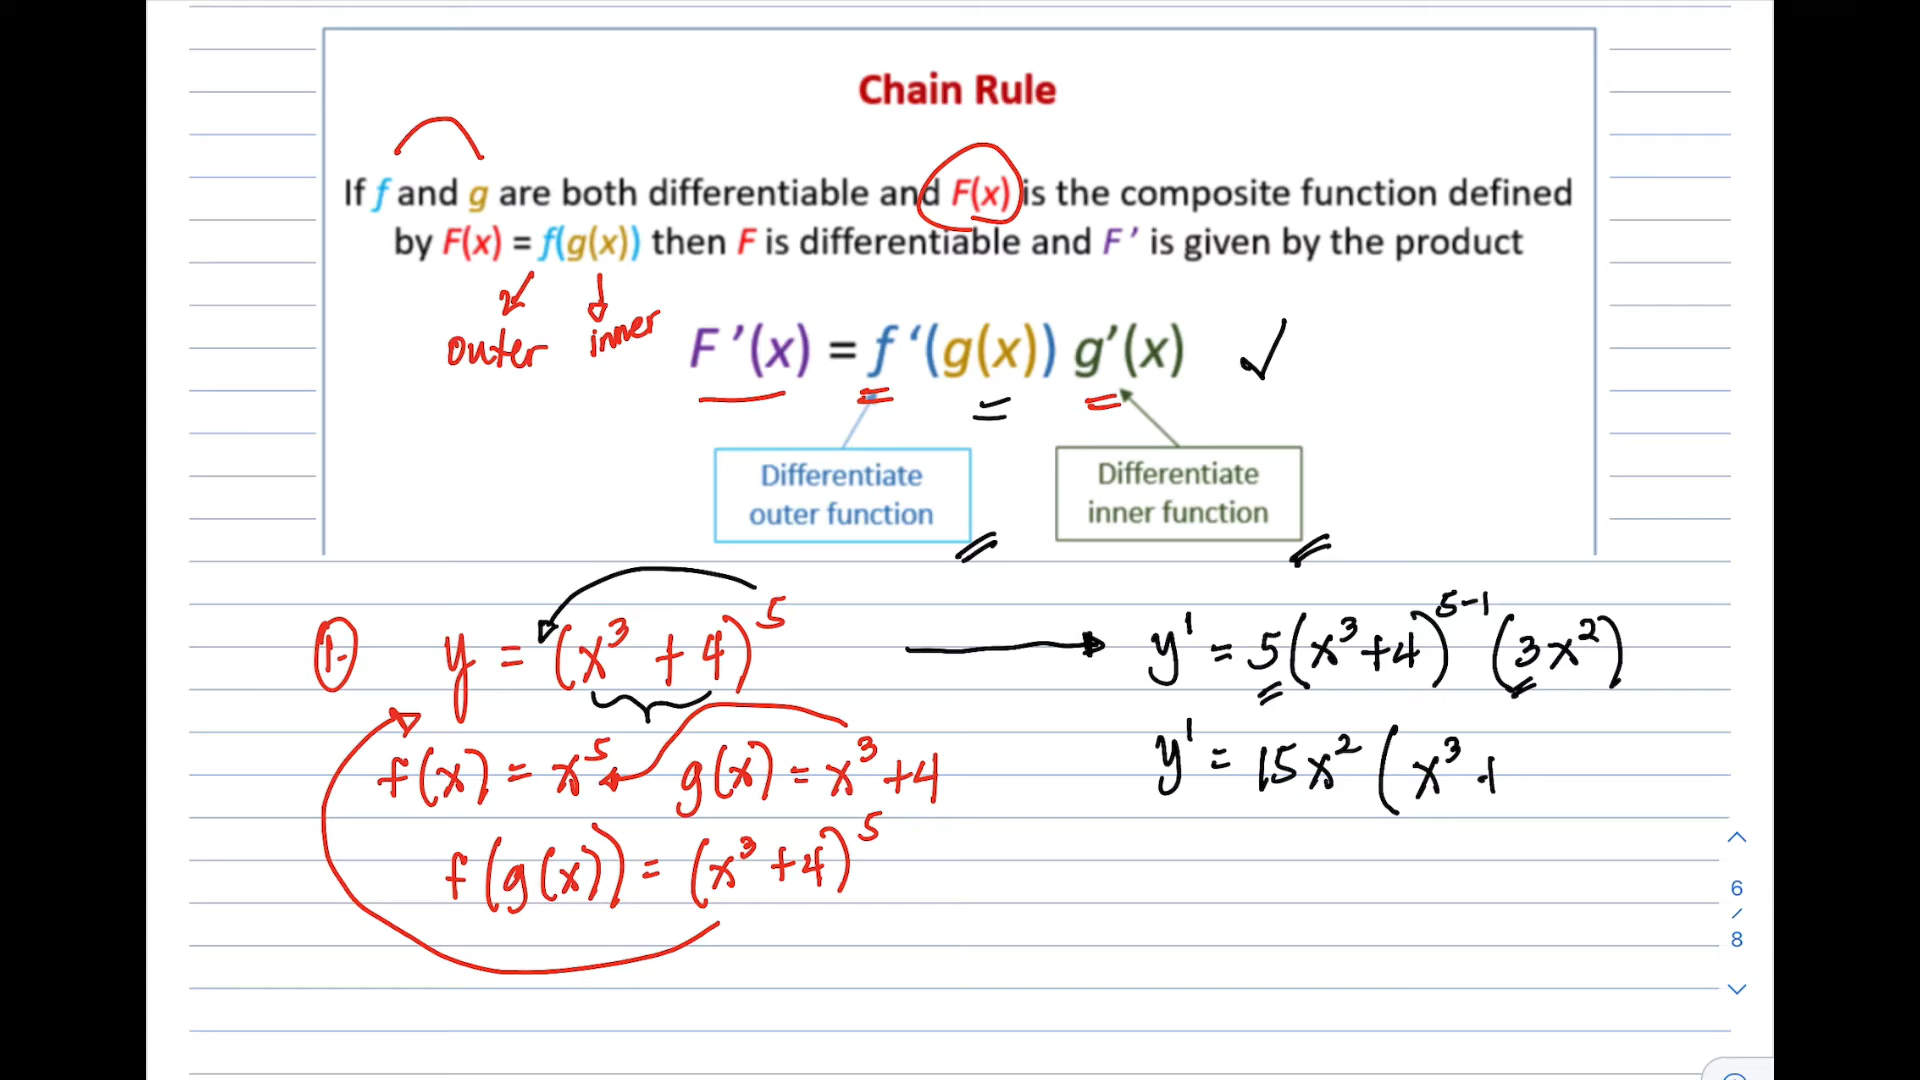 Chain Rule
If f and g are both differentiable and F(x) is the composite function defined
by F(x) = f(g(x)) then F is differentiable and F ’ is given by the product
outer inner
F ’(x) = f ‘(g(x)) g’(x) ✓
Differentiate
outer function
Differentiate
inner function
1. y = (x³ + 4)⁵ → y' = 5(x³+4)⁵⁻¹ (3x²)
f(x) = x⁵ g(x) = x³ +4
y' = 15x² (x³ +
f(g(x)) = (x³ +4)⁵
6
/
8